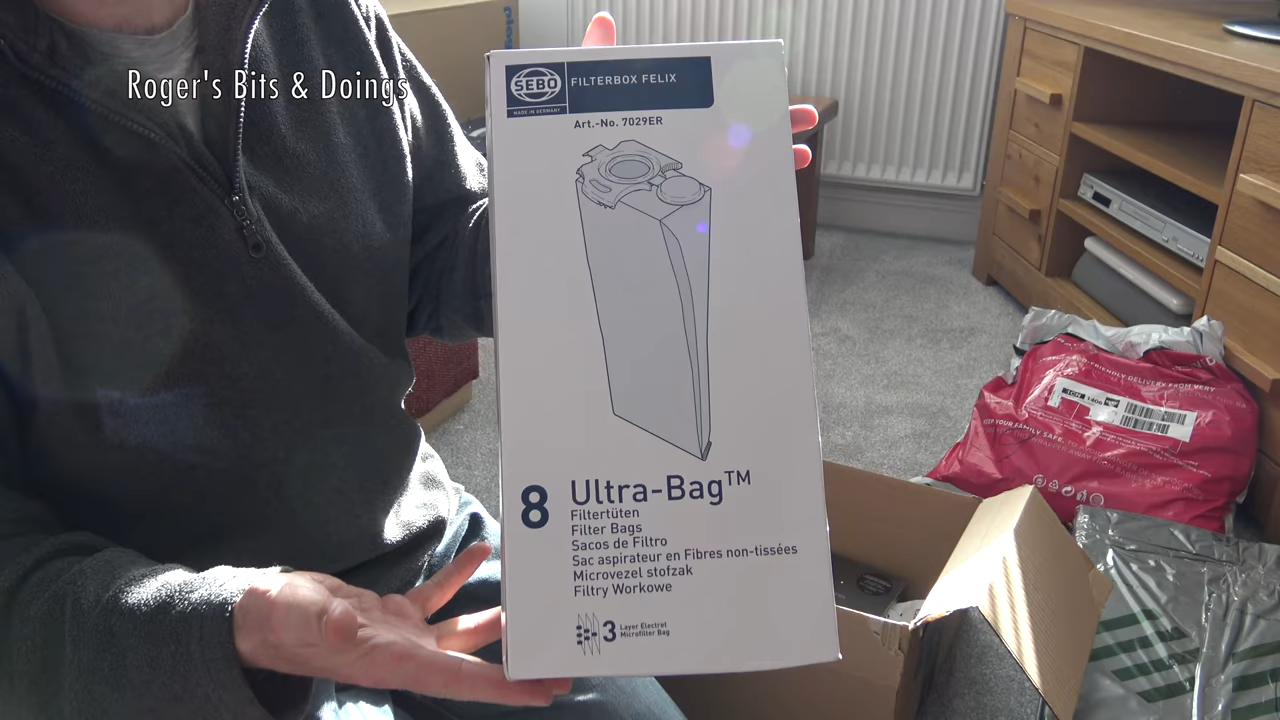 Roger's Bits & Doings
SEBO
MADE IN GERMANY
FILTERBOX FELIX
Art.-No. 7029ER
8
Ultra-Bag™
Filtertüten
Filter Bags
Sacos de Filtro
Sac aspirateur en Fibres non-tissées
Microvezel stofzak
Filtry Workowe
3
Layer Electret
Microfilter Bag
-FRIENDLY DELIVERY FROM VERY
1CN 1406
KEEP YOUR FAMILY SAFE.